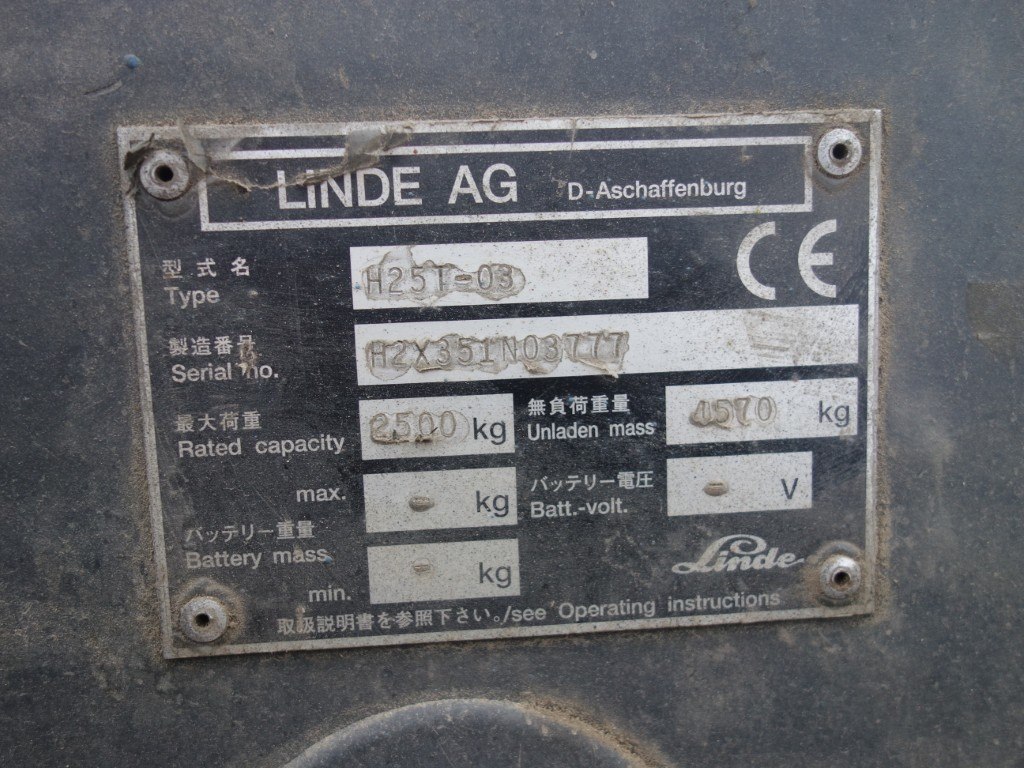 LINDE AG D-Aschaffenburg
CE
型式名
Type H25T-03
製造番号
Serial no. H2X351N03777
最大荷重
Rated capacity 2500 kg
無負荷重量
Unladen mass 4570 kg
max. - kg
バッテリー電圧
Batt.-volt. - V
バッテリー重量
Battery mass
min. - kg
Linde
取扱説明書を参照下さい。/see Operating instructions